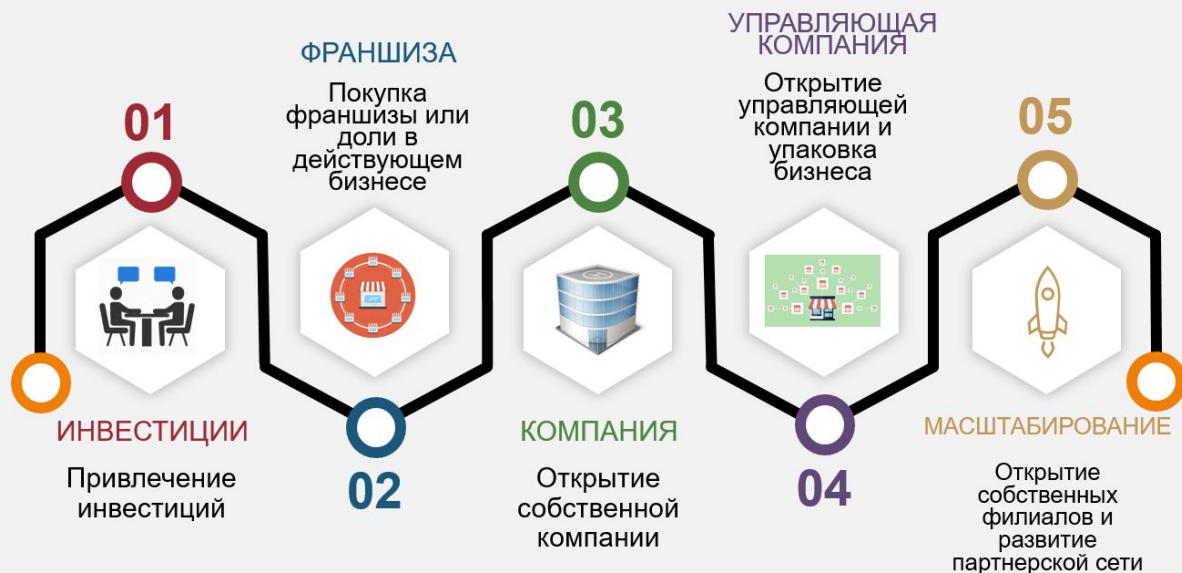 01
ИНВЕСТИЦИИ
Привлечение
инвестиций
ФРАНШИЗА
Покупка
франшизы или
доли в
действующем
бизнесе
02
03
КОМПАНИЯ
Открытие
собственной
компании
УПРАВЛЯЮЩАЯ
КОМПАНИЯ
Открытие
управляющей
компании и
упаковка
бизнеса
04
05
МАСШТАБИРОВАНИЕ
Открытие
собственных
филиалов и
развитие
партнерской сети